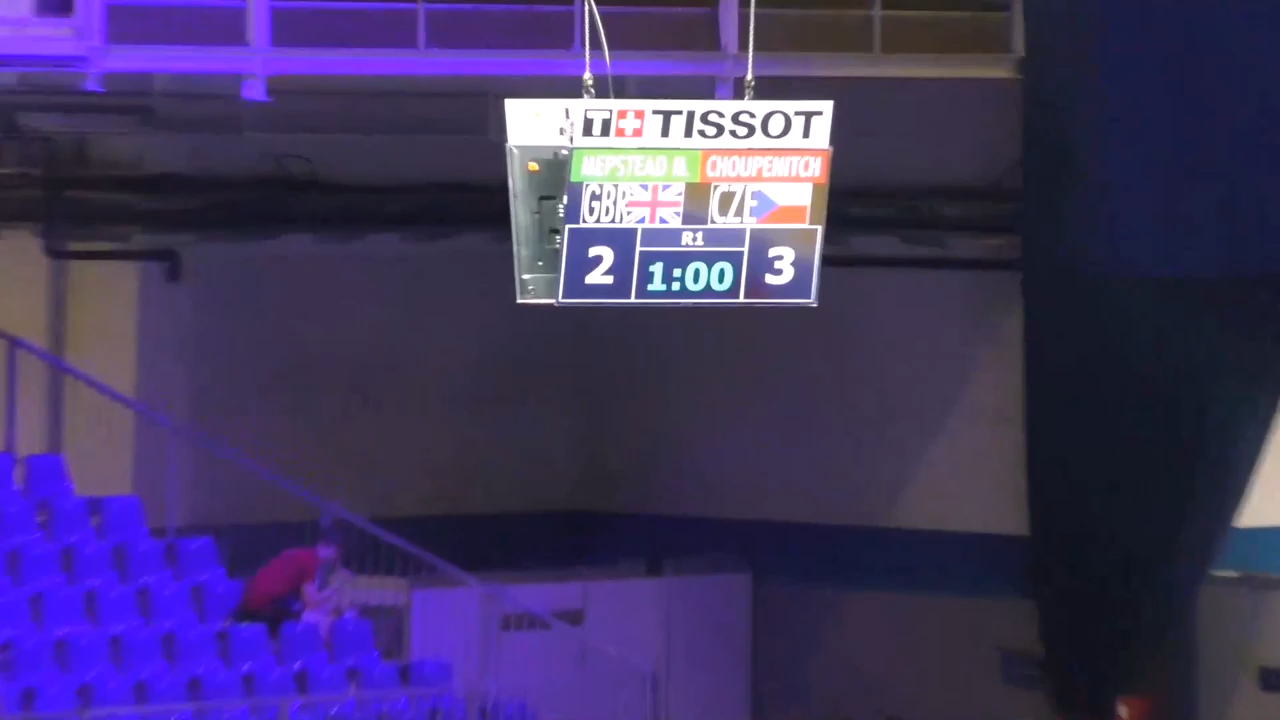 T+ TISSOT
MEPSTEAD M. CHOUPENITCH
GBR CZE
R1
2 1:00 3